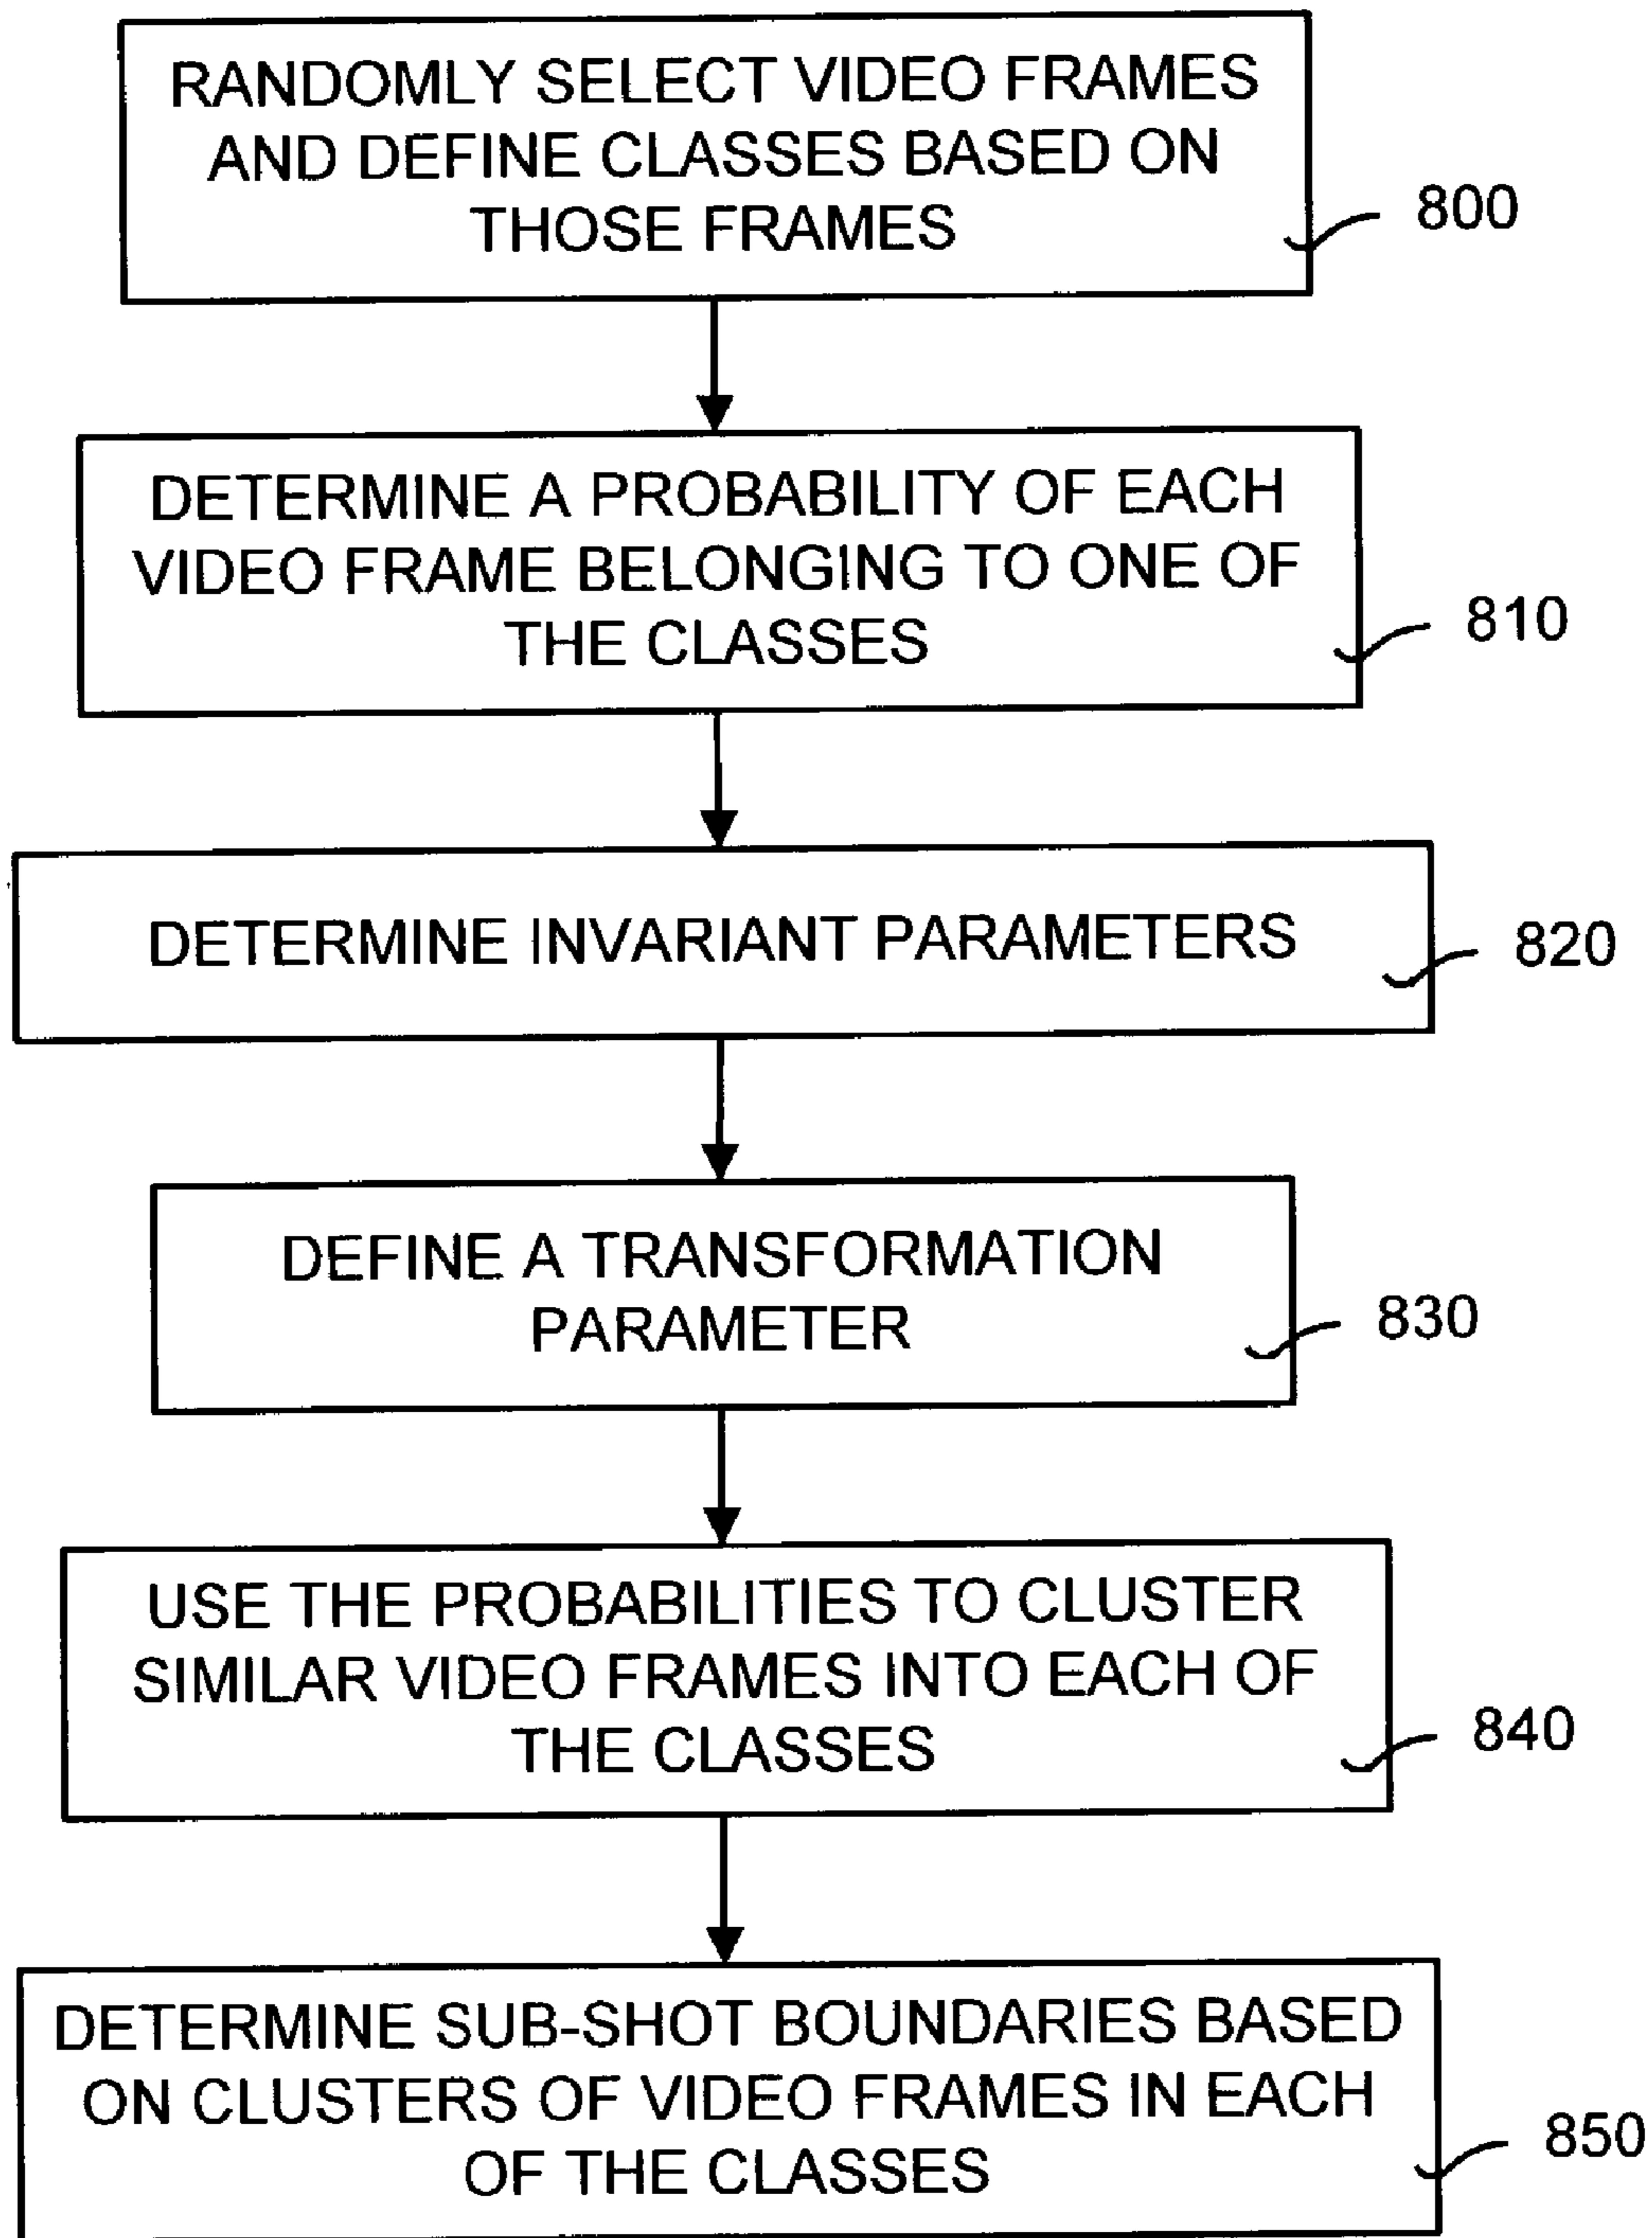 RANDOMLY SELECT VIDEO FRAMES
AND DEFINE CLASSES BASED ON
THOSE FRAMES
800
DETERMINE A PROBABILITY OF EACH
VIDEO FRAME BELONGING TO ONE OF
THE CLASSES
810
DETERMINE INVARIANT PARAMETERS
820
DEFINE A TRANSFORMATION
PARAMETER
830
USE THE PROBABILITIES TO CLUSTER
SIMILAR VIDEO FRAMES INTO EACH OF
THE CLASSES
840
DETERMINE SUB-SHOT BOUNDARIES BASED
ON CLUSTERS OF VIDEO FRAMES IN EACH
OF THE CLASSES
850